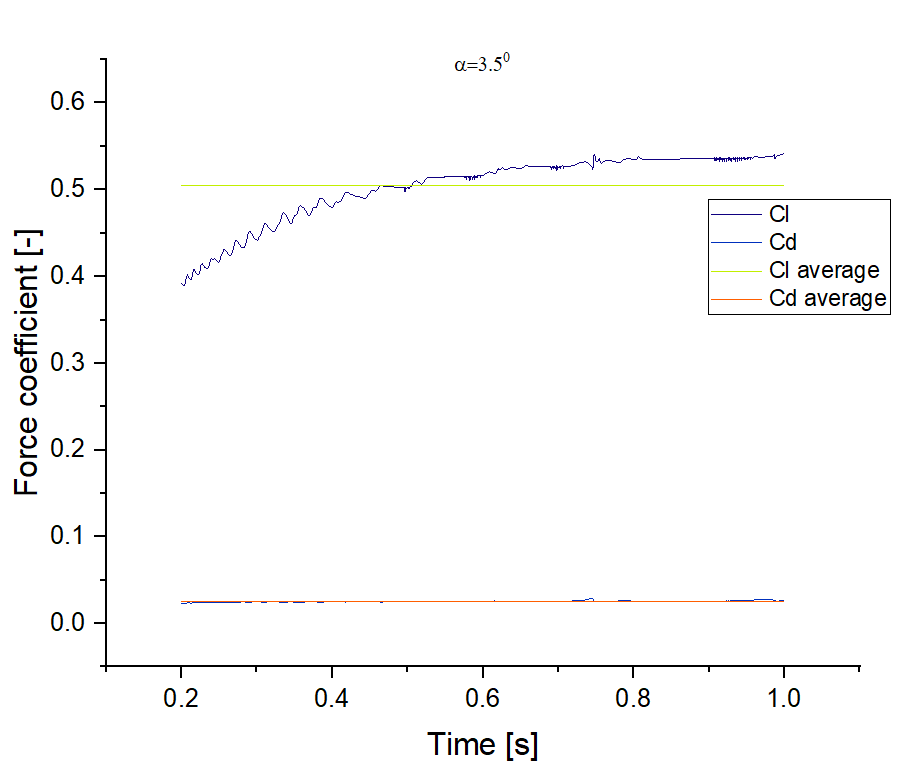 α=3.5⁰
0.6
0.5
0.4
0.3
0.2
0.1
0.0
Force coefficient [-]
Cl
Cd
Cl average
Cd average
0.2 0.4 0.6 0.8 1.0
Time [s]